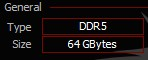 General
Type DDR5
Size 64 GBytes